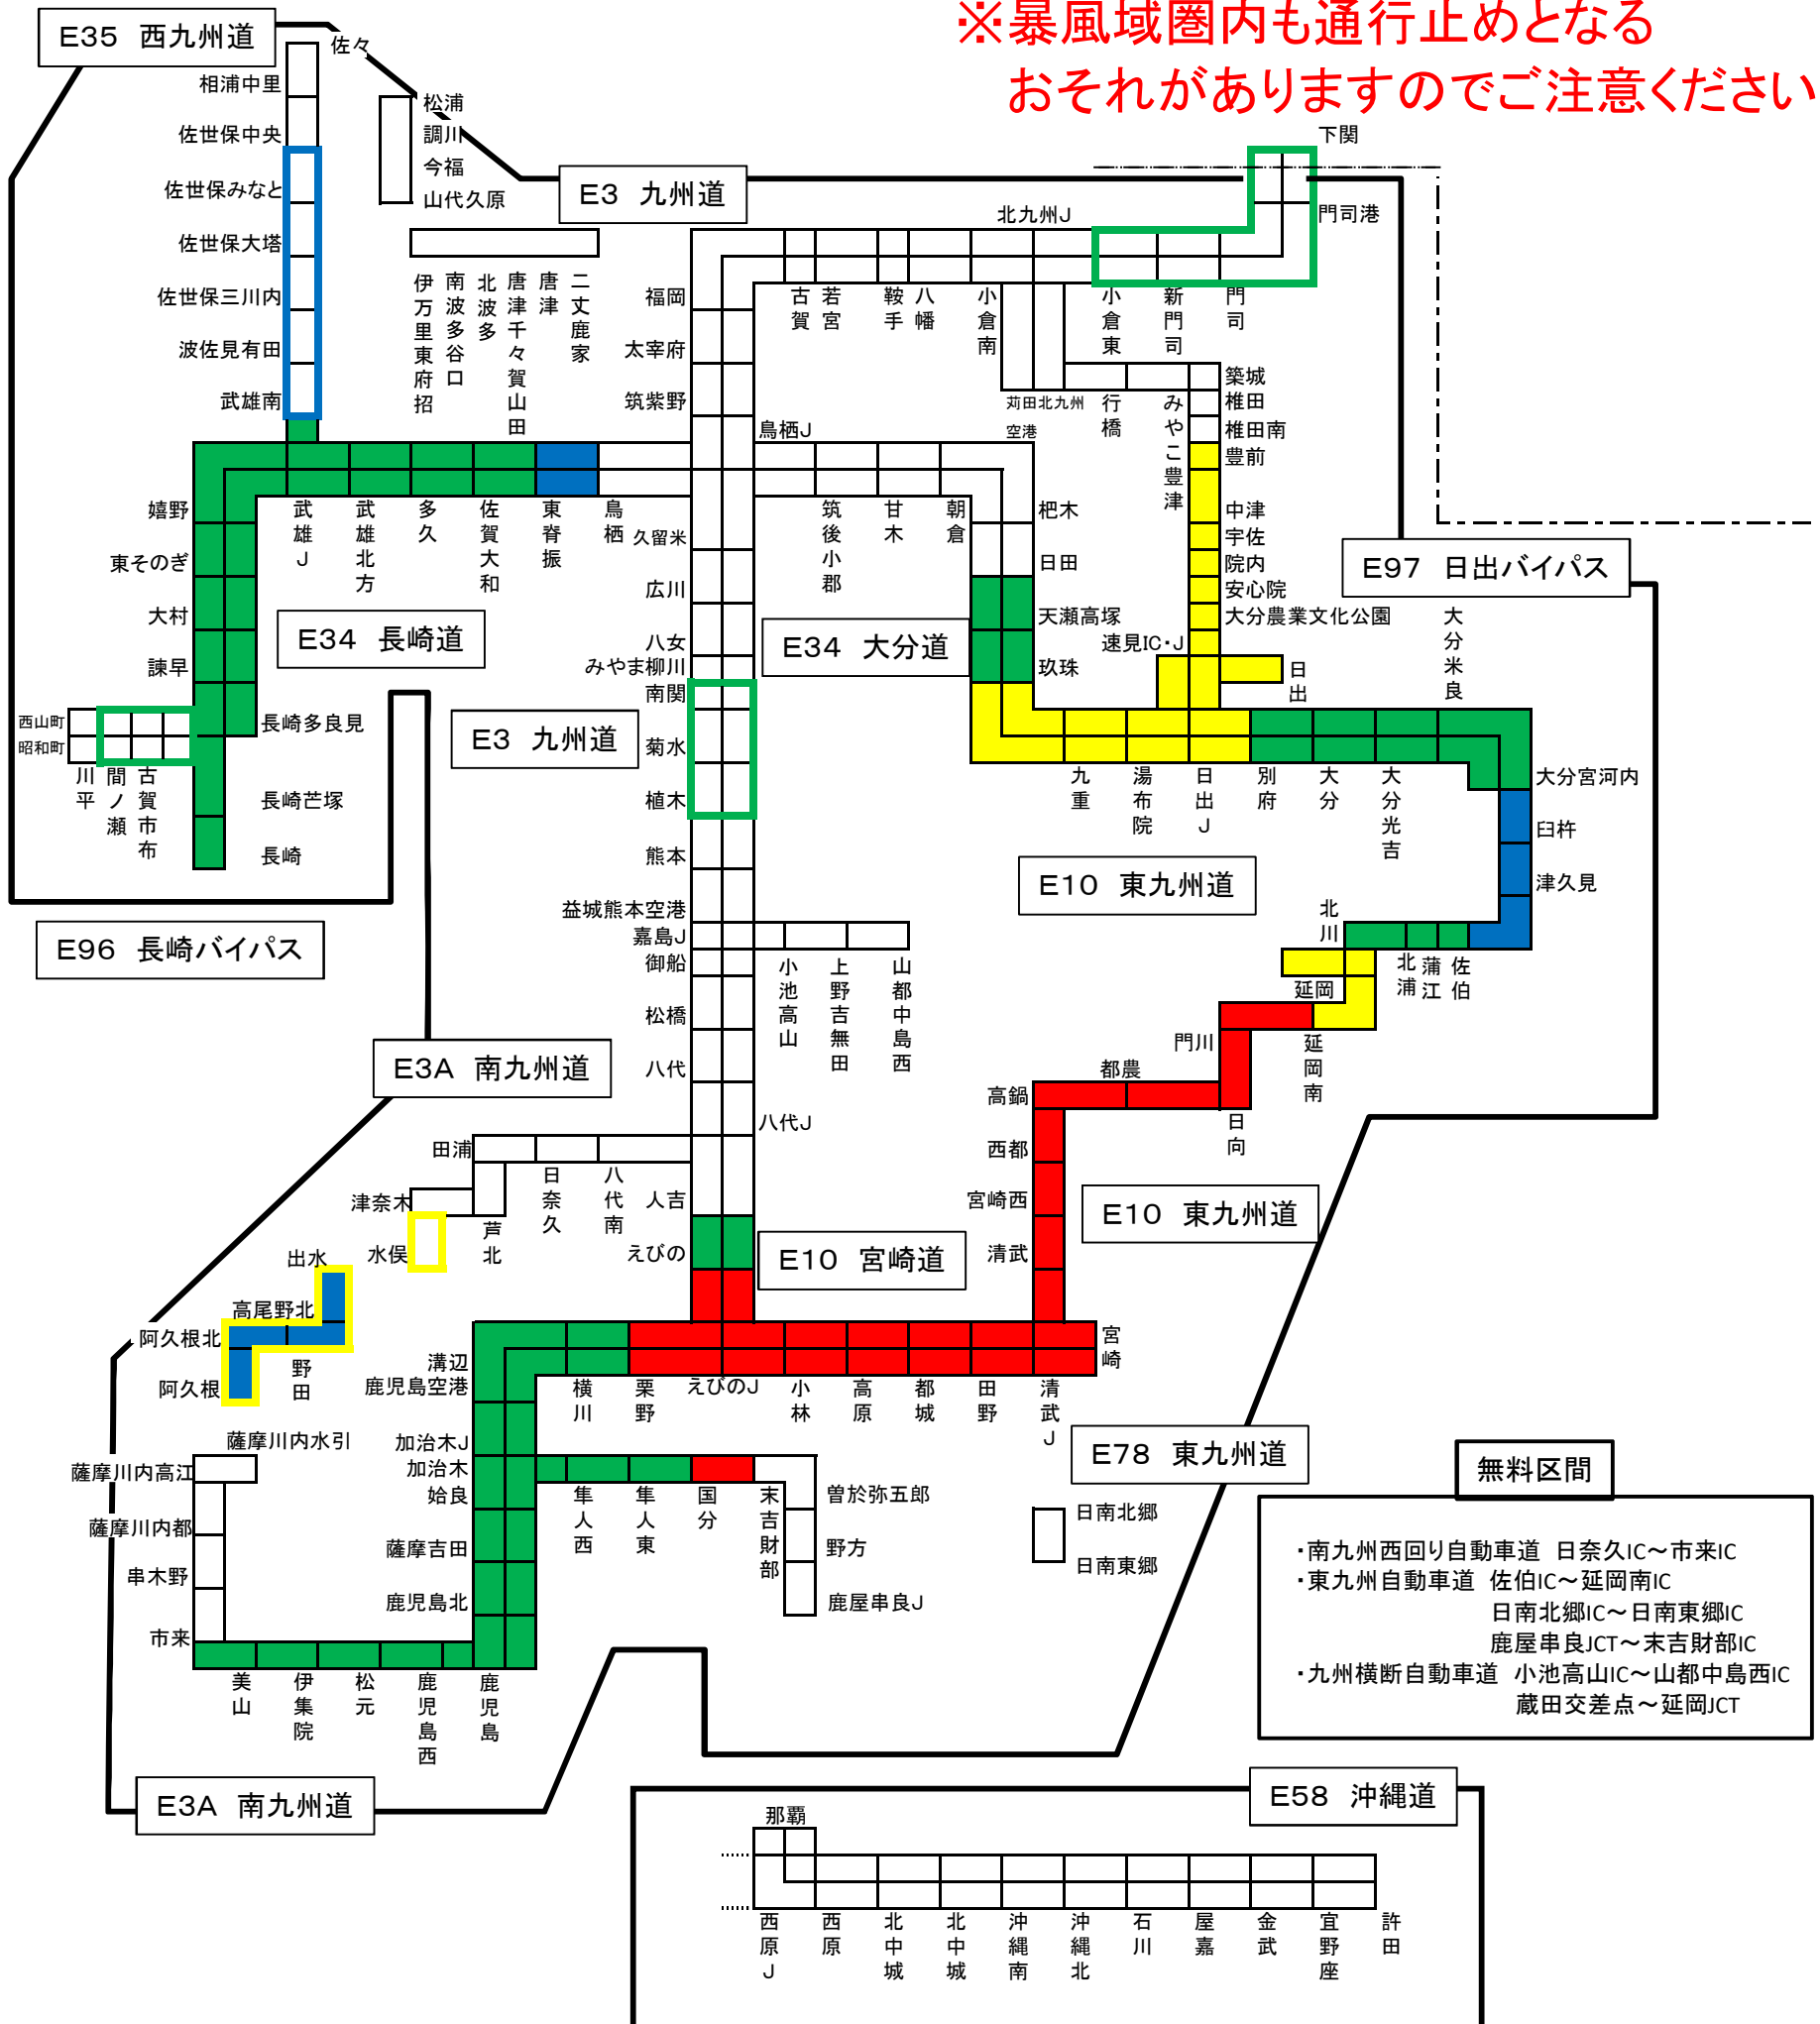 ※暴風域圏内も通行止めとなる
おそれがありますのでご注意ください
E35 西九州道
佐々
相浦中里
佐世保中央
佐世保みなと
佐世保大塔
佐世保三川内
波佐見有田
武雄南
松浦
調川
今福
山代久原
E3 九州道
下関
門司港
北九州J
伊万里東府招
南波多谷口
北波多
唐津千々賀山田
唐津
二丈鹿家
福岡
太宰府
筑紫野
古賀
若宮
鞍手
八幡
小倉南
小倉東
新門司
門司
苅田北九州
空港
行橋
みやこ豊津
築城
椎田
椎田南
豊前
中津
宇佐
院内
安心院
大分農業文化公園
速見IC・J
日出
大分米良
E97 日出バイパス
鳥栖J
嬉野
東そのぎ
大村
諫早
武雄J
武雄北方
多久
佐賀大和
東脊振
鳥栖
久留米
広川
八女
みやま柳川
南関
菊水
植木
熊本
益城熊本空港
嘉島J
御船
松橋
八代
筑後小郡
甘木
朝倉
杷木
日田
天瀬高塚
玖珠
E34 長崎道
E34 大分道
E3 九州道
西山町
昭和町
川平
間ノ瀬
古賀市布
長崎多良見
長崎芒塚
長崎
E96 長崎バイパス
九重
湯布院
日出J
別府
大分
大分光吉
大分宮河内
臼杵
津久見
E10 東九州道
北川
北浦
蒲江
佐伯
延岡
延岡南
門川
都農
日向
高鍋
西都
宮崎西
清武
小池高山
上野吉無田
山都中島西
E3A 南九州道
八代J
田浦
日奈久
八代南
人吉
えびの
津奈木
芦北
水俣
E10 宮崎道
E10 東九州道
出水
高尾野北
阿久根北
野田
阿久根
溝辺
鹿児島空港
横川
栗野
えびのJ
小林
高原
都城
田野
清武J
宮崎
薩摩川内水引
薩摩川内高江
薩摩川内都
串木野
市来
加治木J
加治木
姶良
薩摩吉田
鹿児島北
隼人西
隼人東
国分
末吉財部
曽於弥五郎
野方
鹿屋串良J
E78 東九州道
日南北郷
日南東郷
美山
伊集院
松元
鹿児島西
鹿児島
E3A 南九州道
無料区間
・南九州西回り自動車道 日奈久IC～市来IC
・東九州自動車道 佐伯IC～延岡南IC
日南北郷IC～日南東郷IC
鹿屋串良JCT～末吉財部IC
・九州横断自動車道 小池高山IC～山都中島西IC
蔵田交差点～延岡JCT
E58 沖縄道
那覇
西原J
西原
北中城
北中城
沖縄南
沖縄北
石川
屋嘉
金武
宜野座
許田